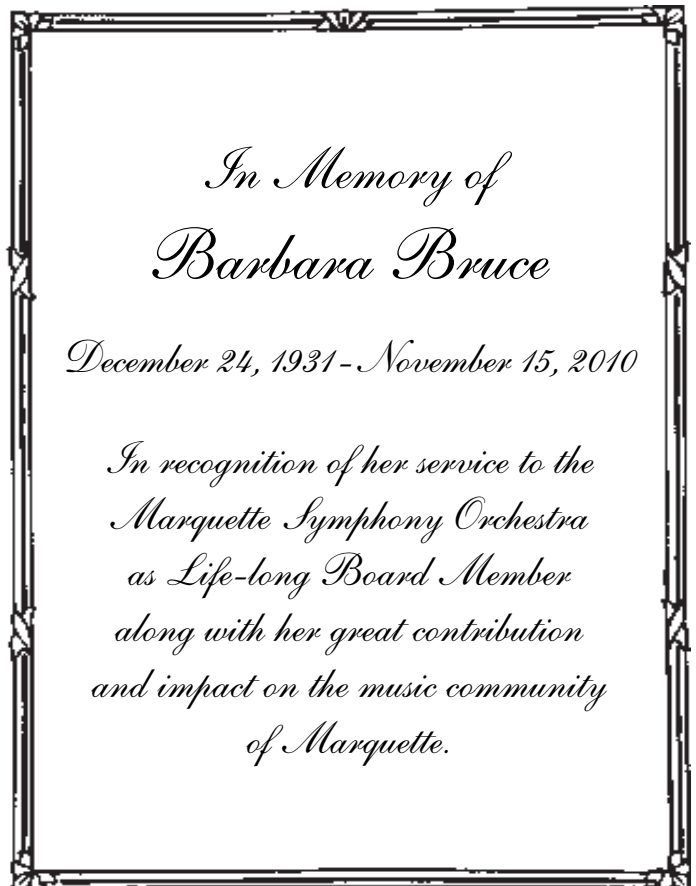 In Memory of
Barbara Bruce
December 24, 1931-November 15, 2010
In recognition of her service to the
Marquette Symphony Orchestra
as Life-long Board Member
along with her great contribution
and impact on the music community
of Marquette.